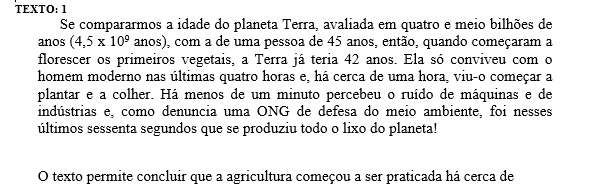 TEXTO: 1
Se compararmos a idade do planeta Terra, avaliada em quatro e meio bilhões de
anos (4,5 x 10⁹ anos), com a de uma pessoa de 45 anos, então, quando começaram a
florescer os primeiros vegetais, a Terra já teria 42 anos. Ela só conviveu com o
homem moderno nas últimas quatro horas e, há cerca de uma hora, viu-o começar a
plantar e a colher. Há menos de um minuto percebeu o ruído de máquinas e de
indústrias e, como denuncia uma ONG de defesa do meio ambiente, foi nesses
últimos sessenta segundos que se produziu todo o lixo do planeta!
O texto permite concluir que a agricultura começou a ser praticada há cerca de